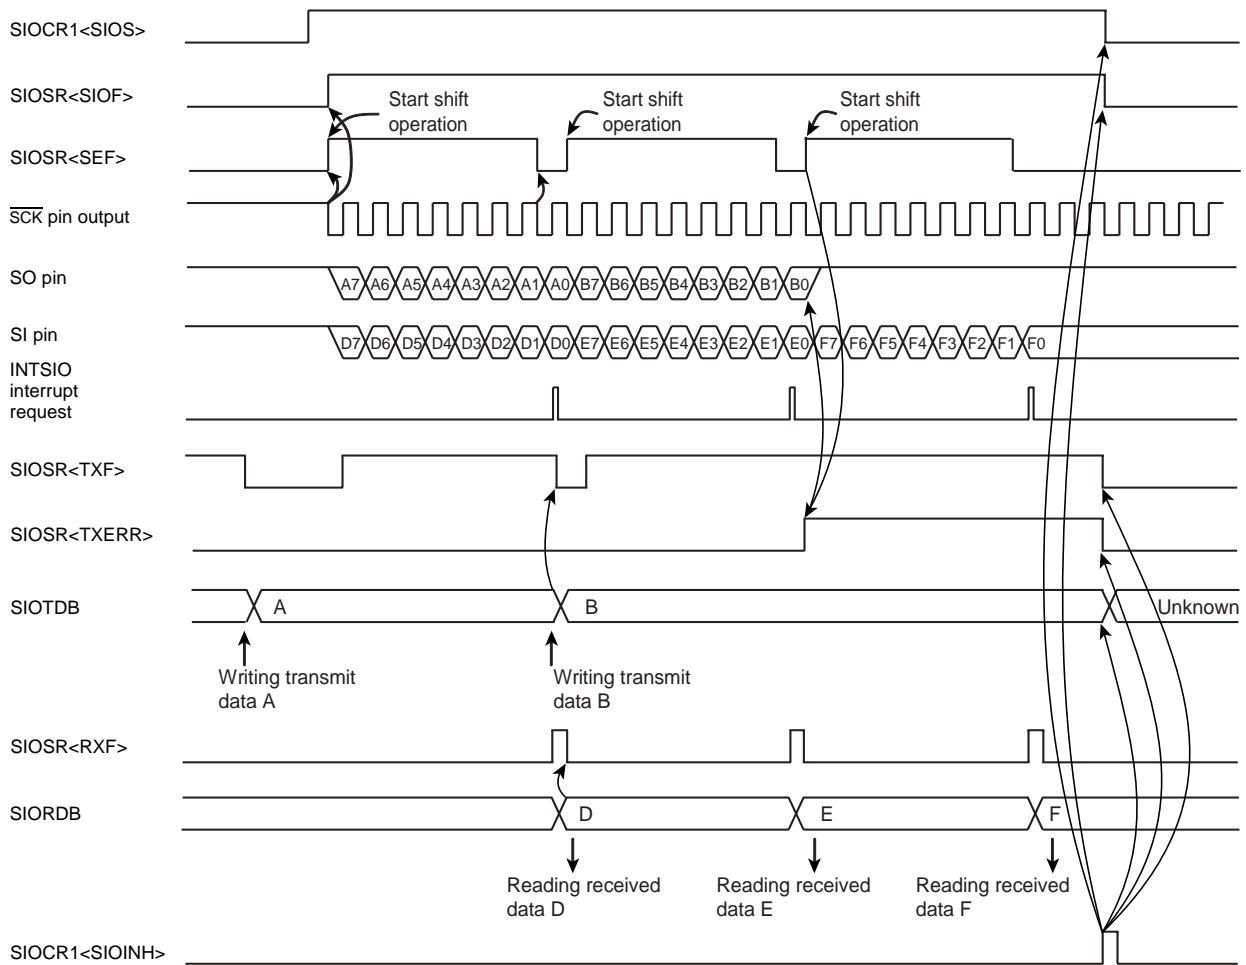 SIOCR1<SIOS>
SIOSR<SIOF>
Start shift operation
Start shift operation
Start shift operation
SIOSR<SEF>
SCK pin output
SO pin
A7 A6 A5 A4 A3 A2 A1 A0 B7 B6 B5 B4 B3 B2 B1 B0
SI pin
D7 D6 D5 D4 D3 D2 D1 D0 E7 E6 E5 E4 E3 E2 E1 E0 F7 F6 F5 F4 F3 F2 F1 F0
INTSIO
interrupt
request
SIOSR<TXF>
SIOSR<TXERR>
SIOTDB A B Unknown
Writing transmit
data A
Writing transmit
data B
SIOSR<RXF>
SIORDB D E F
Reading received
data D
Reading received
data E
Reading received
data F
SIOCR1<SIOINH>